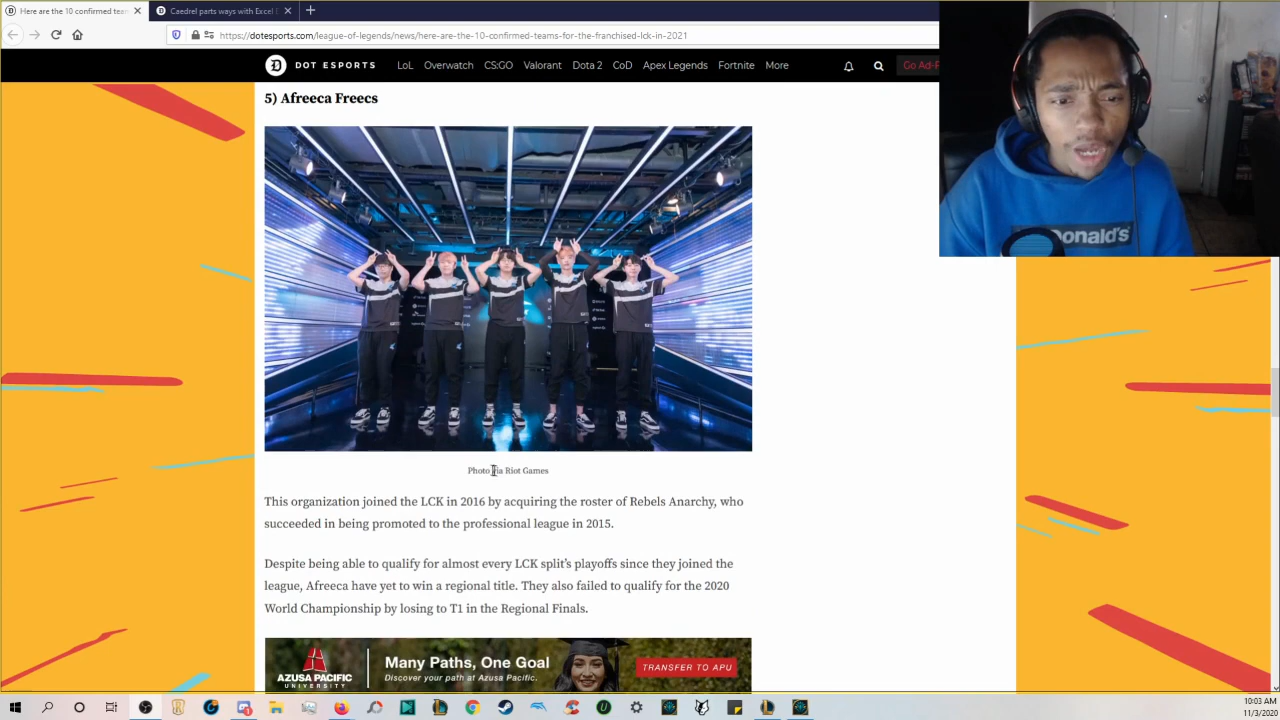 Here are the 10 confirmed tea
Caedrel parts ways with Excel
https://dotesports.com/league-of-legends/news/here-are-the-10-confirmed-teams-for-the-franchised-lck-in-2021
DOT ESPORTS
LoL Overwatch CS:GO Valorant Dota 2 CoD Apex Legends Fortnite More
Go Ad-F
5) Afreeca Freecs
Photo via Riot Games
This organization joined the LCK in 2016 by acquiring the roster of Rebels Anarchy, who
succeeded in being promoted to the professional league in 2015.
Despite being able to qualify for almost every LCK split's playoffs since they joined the
league, Afreeca have yet to win a regional title. They also failed to qualify for the 2020
World Championship by losing to T1 in the Regional Finals.
AZUSA PACIFIC
UNIVERSITY
Many Paths, One Goal
Discover your path at Azusa Pacific.
TRANSFER TO APU
onald's
10:03 AM
11/3/2020